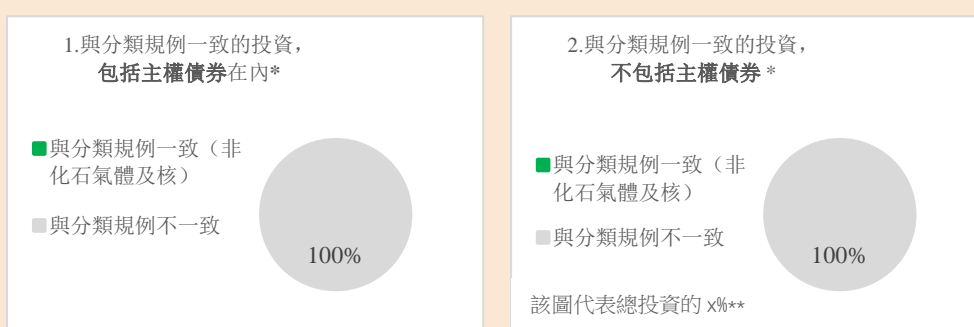 1.與分類規例一致的投資，
包括主權債券在內*
與分類規例一致（非
化石氣體及核）
與分類規例不一致
100%
2.與分類規例一致的投資，
不包括主權債券 *
與分類規例一致（非
化石氣體及核）
與分類規例不一致
100%
該圖代表總投資的 x%**